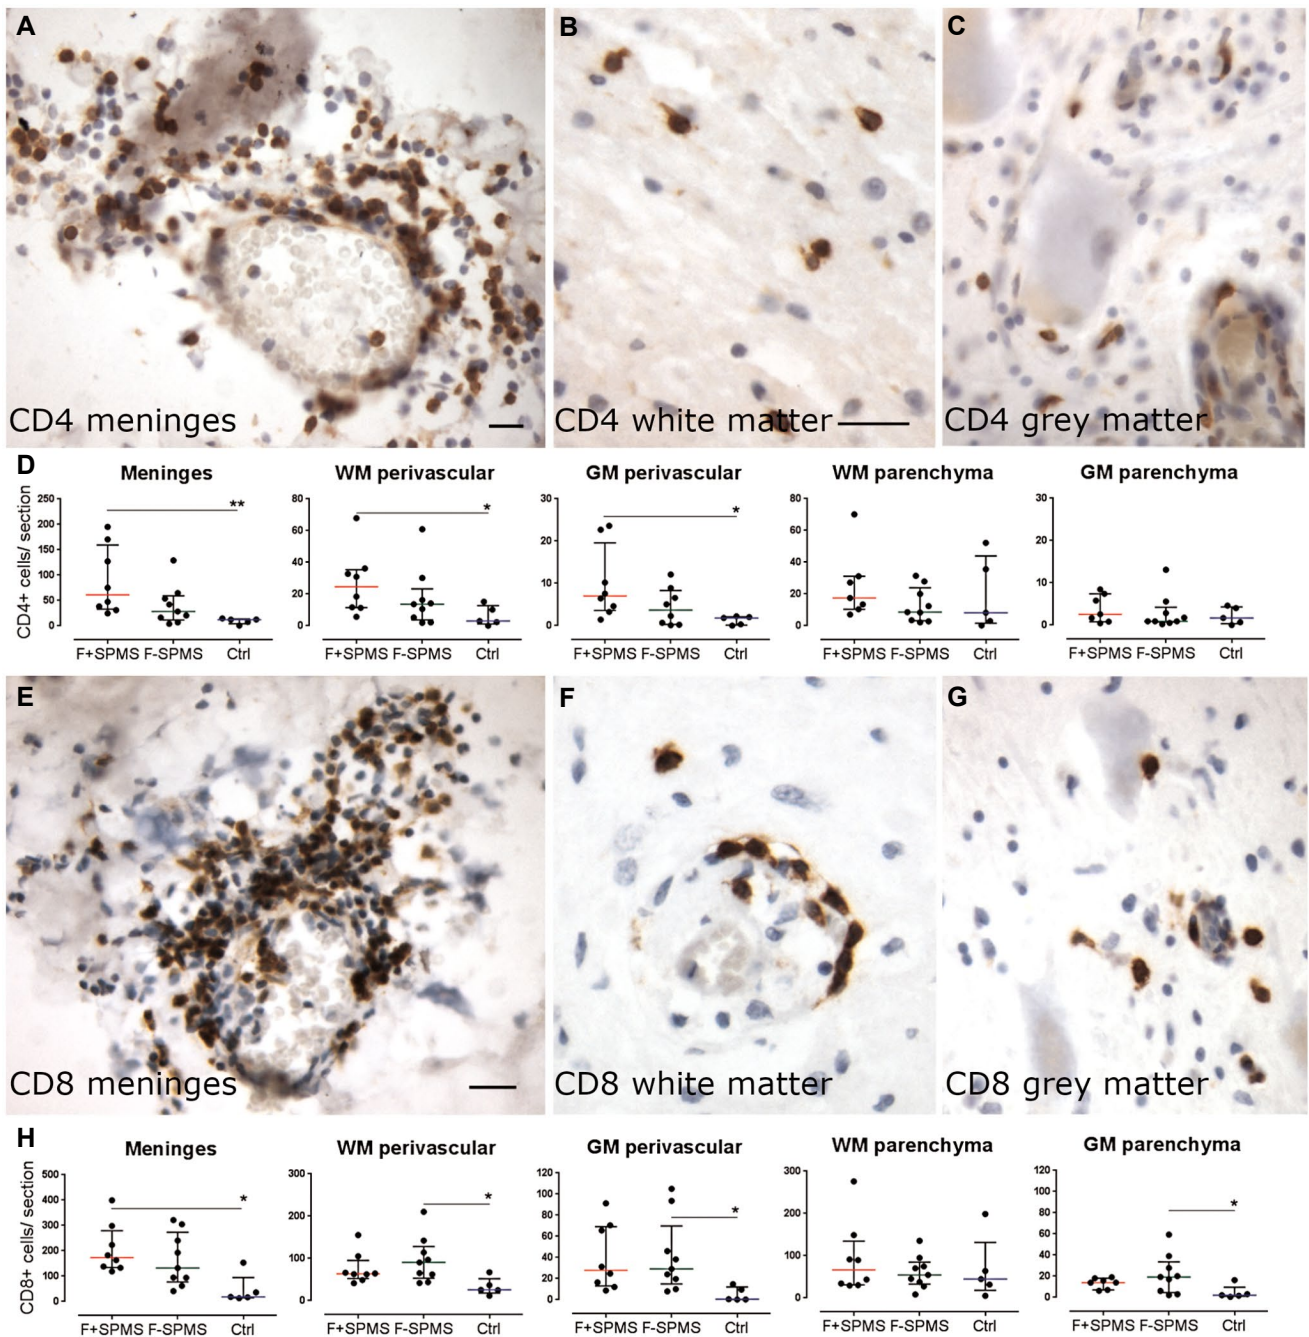 A
B
C
CD4 meninges
CD4 white matter
CD4 grey matter
D
Meninges
WM perivascular
GM perivascular
WM parenchyma
GM parenchyma
CD4+ cells/ section
250
200
150
100
50
0
**
F+SPMS F-SPMS Ctrl
80
60
40
20
0
*
F+SPMS F-SPMS Ctrl
30
20
10
0
*
F+SPMS F-SPMS Ctrl
80
60
40
20
0
F+SPMS F-SPMS Ctrl
30
20
10
0
F+SPMS F-SPMS Ctrl
E
F
G
CD8 meninges
CD8 white matter
CD8 grey matter
H
Meninges
WM perivascular
GM perivascular
WM parenchyma
GM parenchyma
CD8+ cells/ section
500
400
300
200
100
0
*
F+SPMS F-SPMS Ctrl
300
200
100
0
*
F+SPMS F-SPMS Ctrl
120
100
80
60
40
20
0
*
F+SPMS F-SPMS Ctrl
300
200
100
0
F+SPMS F-SPMS Ctrl
120
100
80
60
40
20
0
*
F+SPMS F-SPMS Ctrl